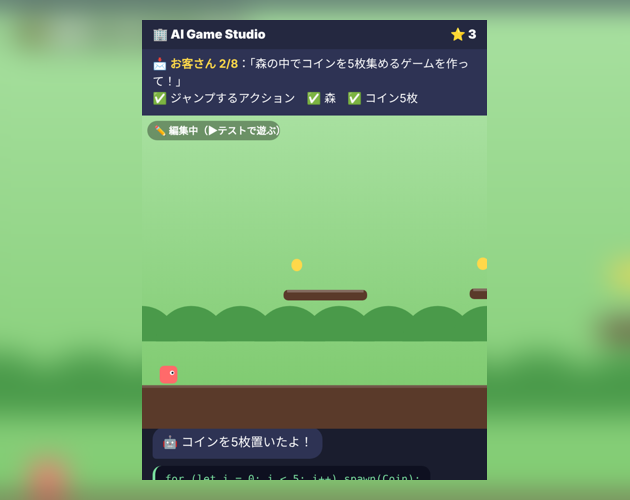 🏢 AI Game Studio ⭐ 3
📩 お客さん 2/8：「森の中でコインを5枚集めるゲームを作っ
て！」
✅ ジャンプするアクション ✅ 森 ✅ コイン5枚
✏️ 編集中（▶テストで遊ぶ）
🤖 コインを5枚置いたよ！
for (let i = 0; i < 5; i++) spawn(Coin);